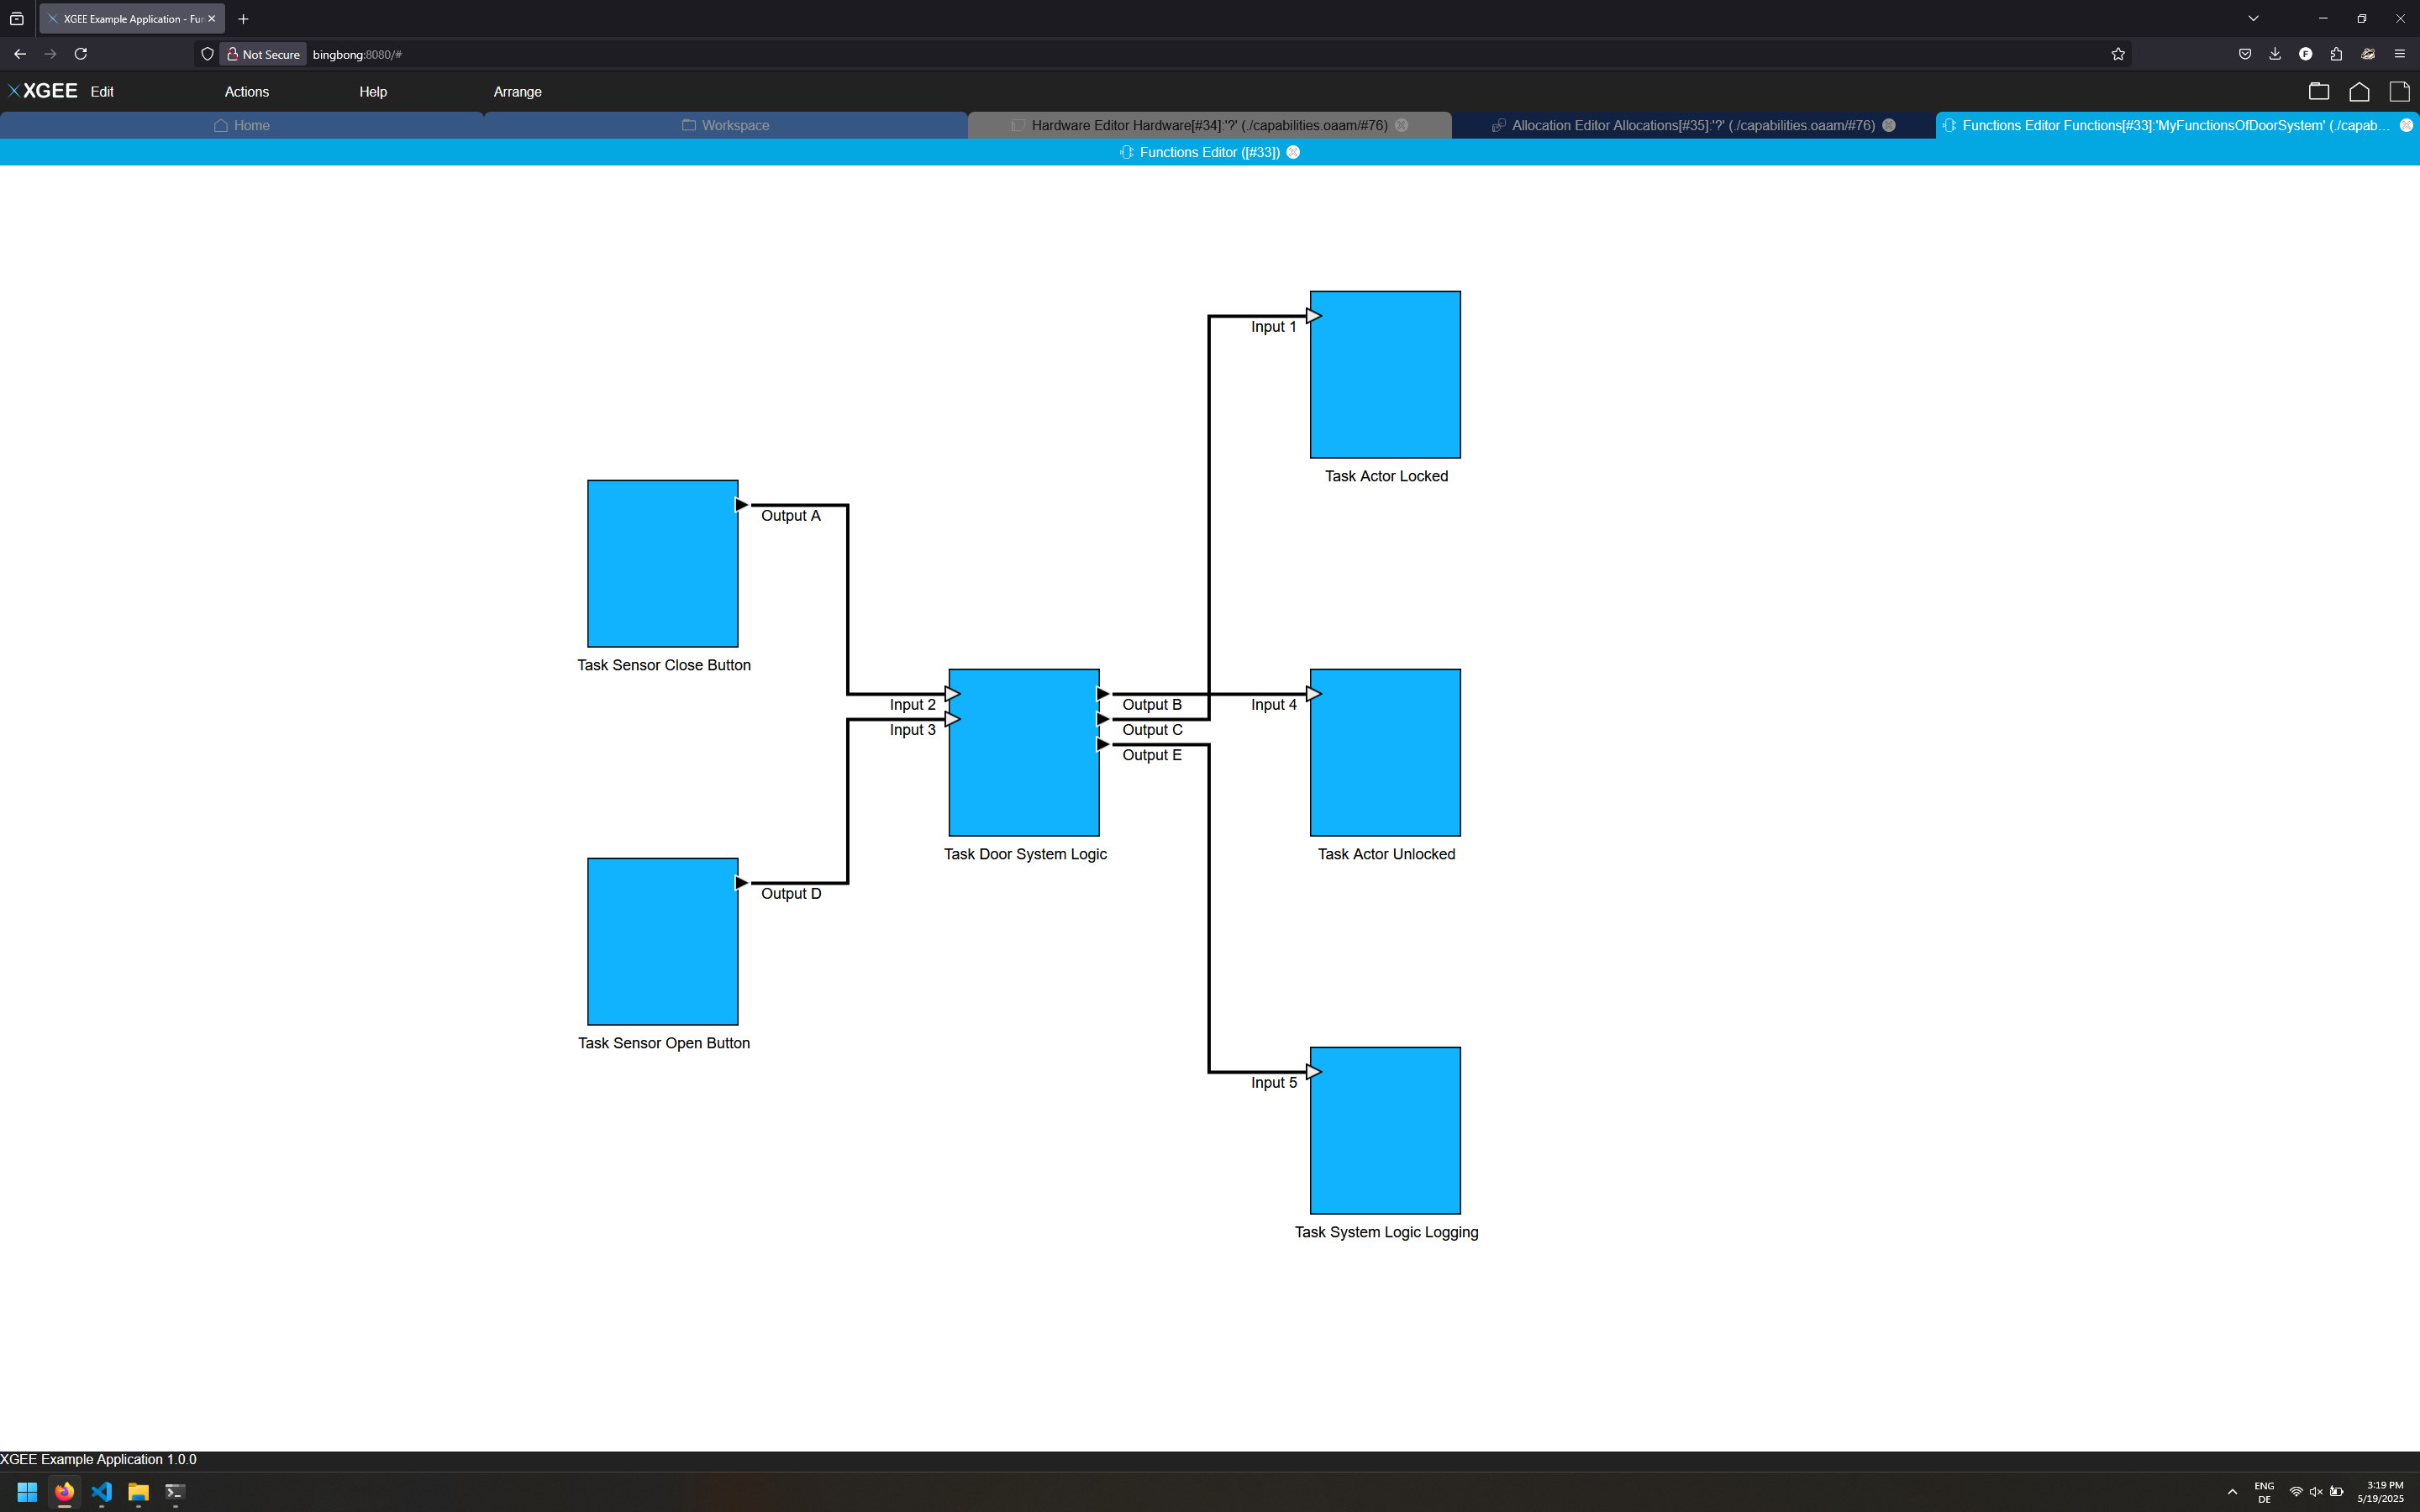 XGEE Example Application - Fur
Not Secure
bingbong:8080/#
XGEE
Edit
Actions
Help
Arrange
Home
Workspace
Hardware Editor Hardware[#34]:'?' (./capabilities.oaam/#76)
Allocation Editor Allocations[#35]:'?' (./capabilities.oaam/#76)
Functions Editor Functions[#33]:'MyFunctionsOfDoorSystem' (./capab...
Functions Editor ([#33])
Input 1
Task Actor Locked
Output A
Task Sensor Close Button
Input 2
Input 3
Output B
Output C
Output E
Input 4
Task Door System Logic
Task Actor Unlocked
Output D
Task Sensor Open Button
Input 5
Task System Logic Logging
XGEE Example Application 1.0.0
ENG
DE
3:19 PM
5/19/2025